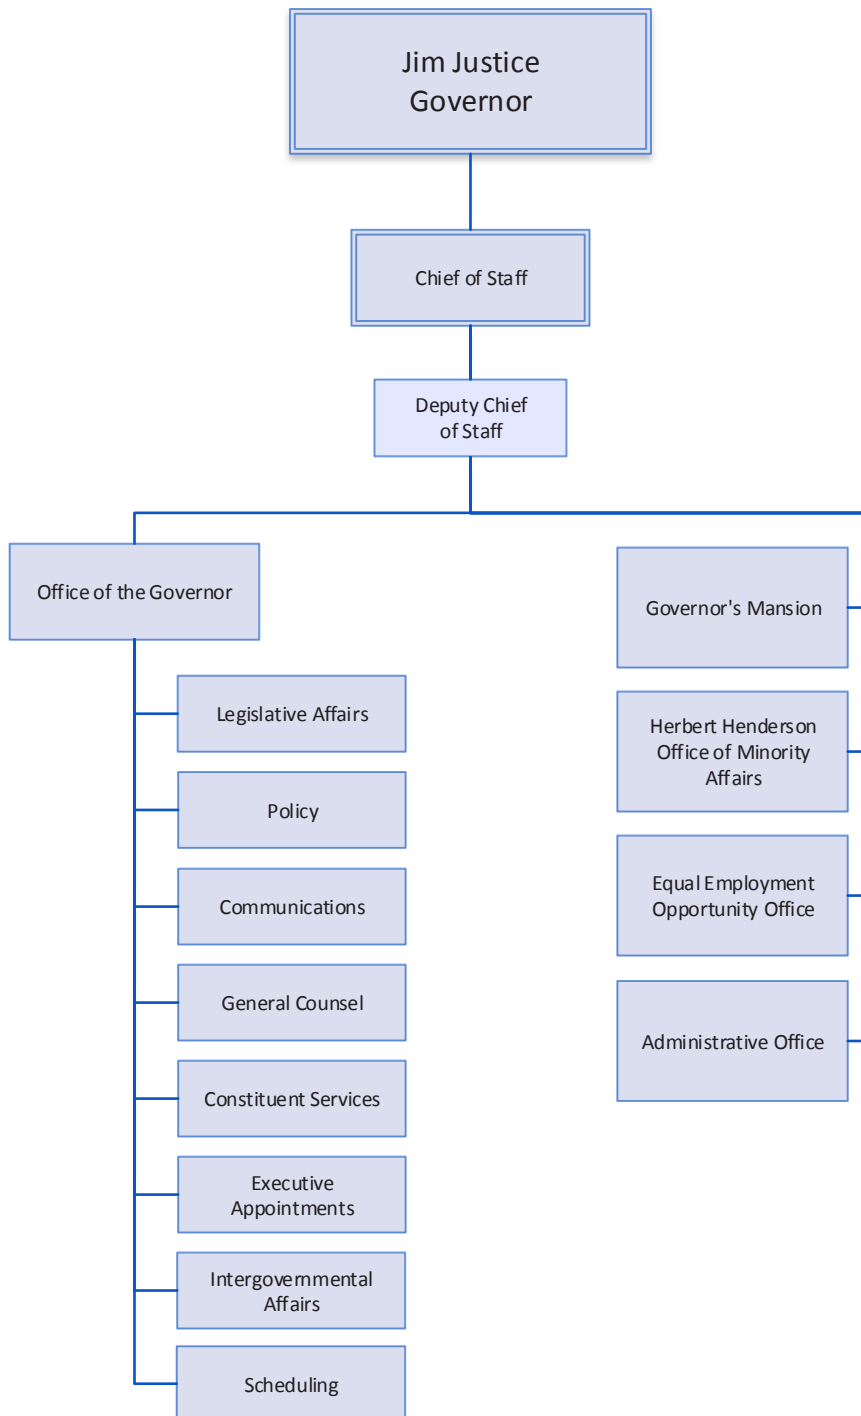 Jim Justice
Governor
Chief of Staff
Deputy Chief
of Staff
Office of the Governor
Legislative Affairs
Policy
Communications
General Counsel
Constituent Services
Executive
Appointments
Intergovernmental
Affairs
Scheduling
Governor's Mansion
Herbert Henderson
Office of Minority
Affairs
Equal Employment
Opportunity Office
Administrative Office